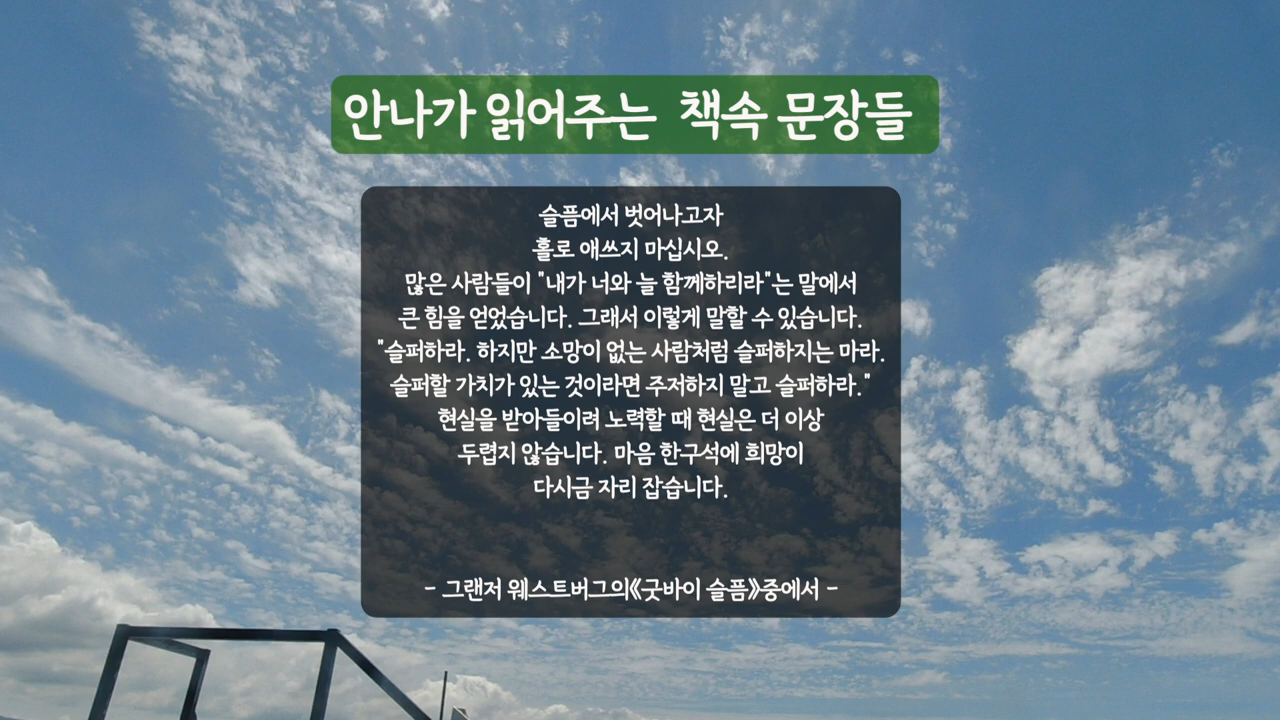 안나가 읽어주는 책속 문장들
슬픔에서 벗어나고자
홀로 애쓰지 마십시오.
많은 사람들이 "내가 너와 늘 함께하리라"는 말에서
큰 힘을 얻었습니다. 그래서 이렇게 말할 수 있습니다.
"슬퍼하라. 하지만 소망이 없는 사람처럼 슬퍼하지는 마라.
슬퍼할 가치가 있는 것이라면 주저하지 말고 슬퍼하라."
현실을 받아들이려 노력할 때 현실은 더 이상
두렵지 않습니다. 마음 한구석에 희망이
다시금 자리 잡습니다.
- 그랜저 웨스트버그의《굿바이 슬픔》중에서 -